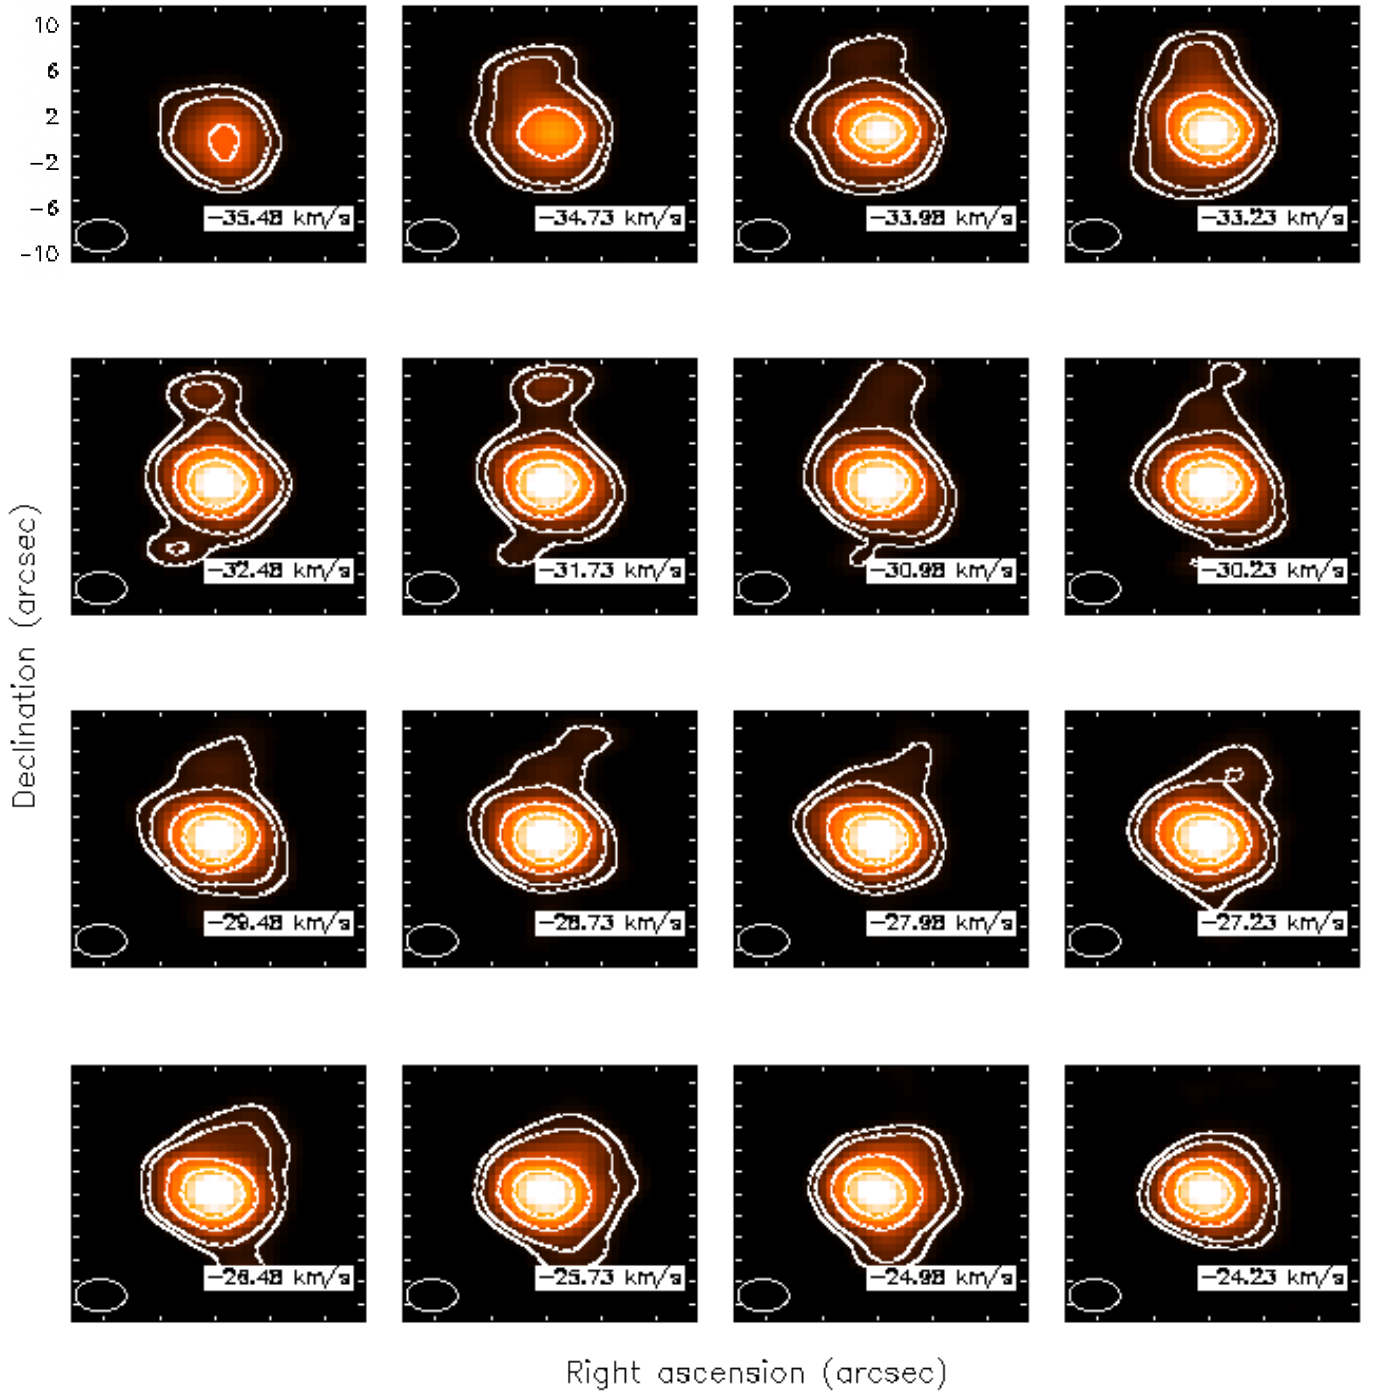 10
6
2
-2
-6
-10
-35.48 km/s
-34.73 km/s
-33.98 km/s
-33.23 km/s
-32.48 km/s
-31.73 km/s
-30.98 km/s
-30.23 km/s
Declination (arcsec)
-29.48 km/s
-28.73 km/s
-27.98 km/s
-27.23 km/s
-26.48 km/s
-25.73 km/s
-24.98 km/s
-24.23 km/s
Right ascension (arcsec)